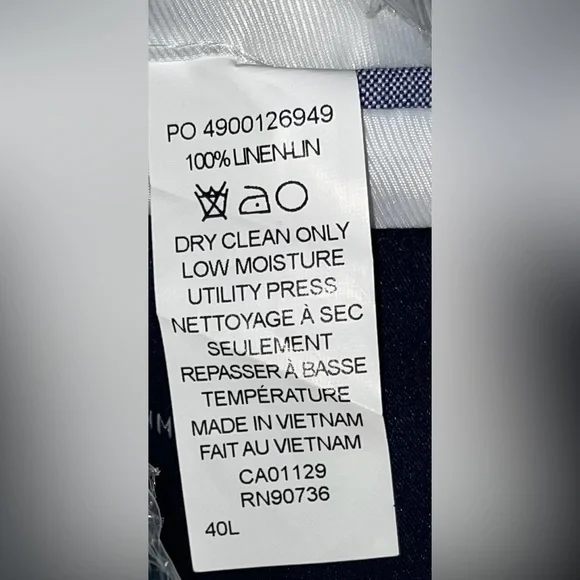 PO 4900126949
100% LINEN-LIN
DRY CLEAN ONLY
LOW MOISTURE
UTILITY PRESS
NETTOYAGE À SEC
SEULEMENT
REPASSER À BASSE
TEMPÉRATURE
MADE IN VIETNAM
FAIT AU VIETNAM
CA01129
RN90736
40L